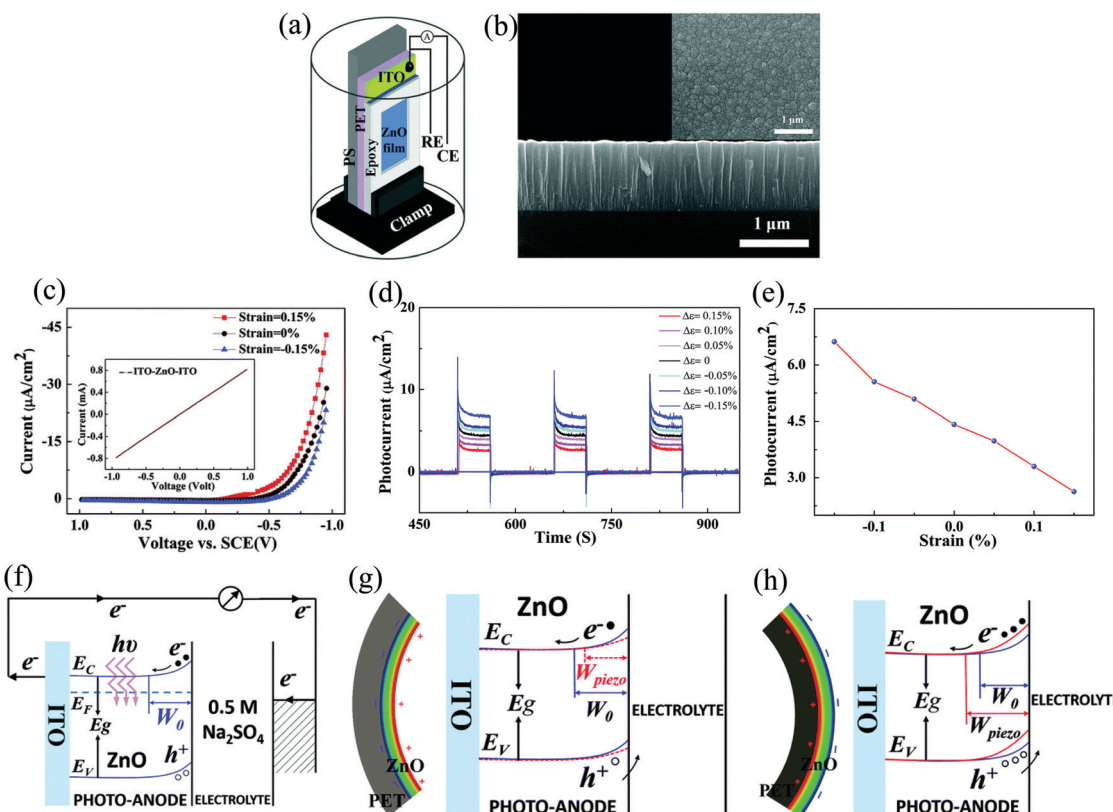 (a)
A
ITO
PET
PS
Epoxy
ZnO
film
RE
CE
Clamp
(b)
1 μm
1 μm
(c)
Current (μA/cm²)
-45
-30
-15
0
1.0
0.5
0.0
-0.5
-1.0
Voltage vs. SCE(V)
Strain=0.15%
Strain=0%
Strain=-0.15%
ITO-ZnO-ITO
Current (mA)
0.8
0.4
0.0
-0.4
-0.8
-1.0
-0.5
0.0
0.5
1.0
Voltage (Volt)
(d)
Photocurrent (μA/cm²)
20
10
0
450
600
750
900
Time (S)
Δε= 0.15%
Δε= 0.10%
Δε= 0.05%
Δε= 0
Δε= -0.05%
Δε= -0.10%
Δε= -0.15%
(e)
Photocurrent (μA/cm²)
7.5
6.0
4.5
3.0
-0.1
0.0
0.1
Strain (%)
(f)
e-
e-
e-
hυ
e-
e-
E_C
E_F
Eg
W_0
E_V
ZnO
h+
ITO
0.5 M
Na₂SO₄
PHOTO-ANODE
ELECTROLYTE
(g)
ZnO
PET
ITO
ZnO
E_C
e-
W_piezo
Eg
W_0
E_V
h+
ELECTROLYTE
PHOTO-ANODE
(h)
ZnO
PET
ITO
ZnO
E_C
e-
Eg
W_0
W_piezo
E_V
h+
ELECTROLYTE
PHOTO-ANODE